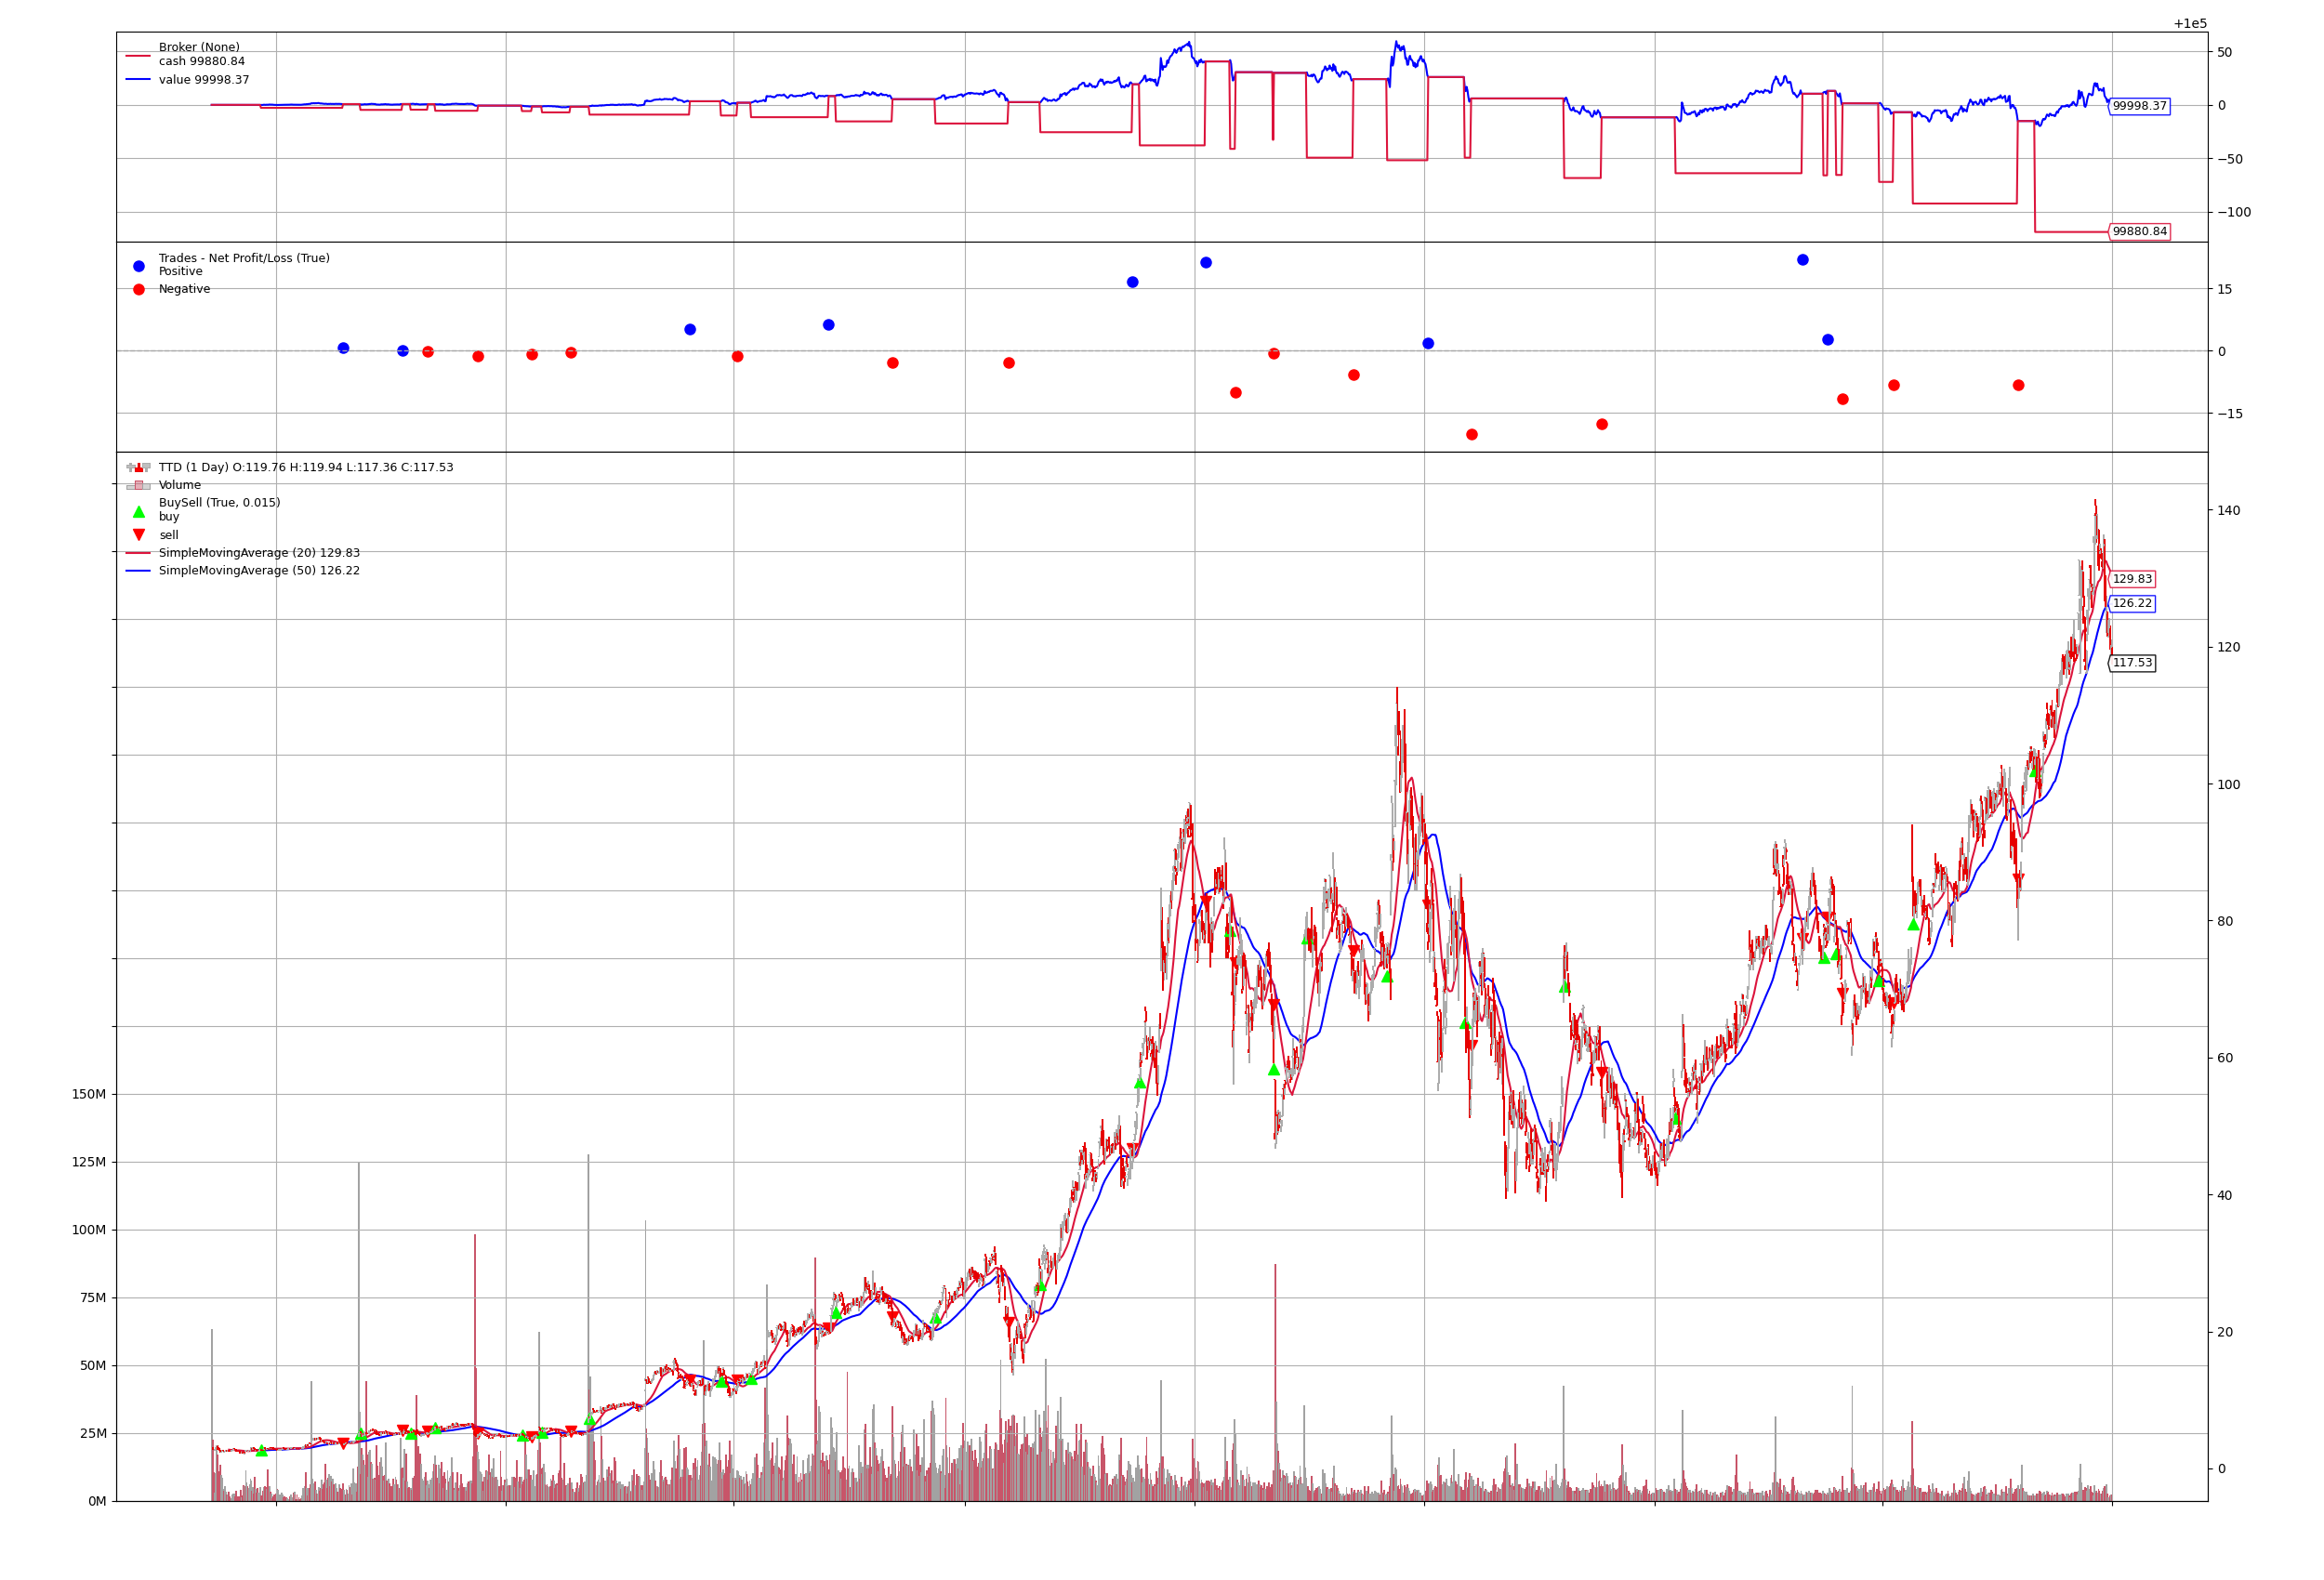 +1e5
Broker (None)
cash 99880.84
value 99998.37
50
0
−50
−100
99998.37
99880.84
Trades - Net Profit/Loss (True)
Positive
Negative
15
0
−15
TTD (1 Day) O:119.76 H:119.94 L:117.36 C:117.53
Volume
BuySell (True, 0.015)
buy
sell
SimpleMovingAverage (20) 129.83
SimpleMovingAverage (50) 126.22
140
129.83
126.22
120
117.53
100
80
60
40
20
0
150M
125M
100M
75M
50M
25M
0M